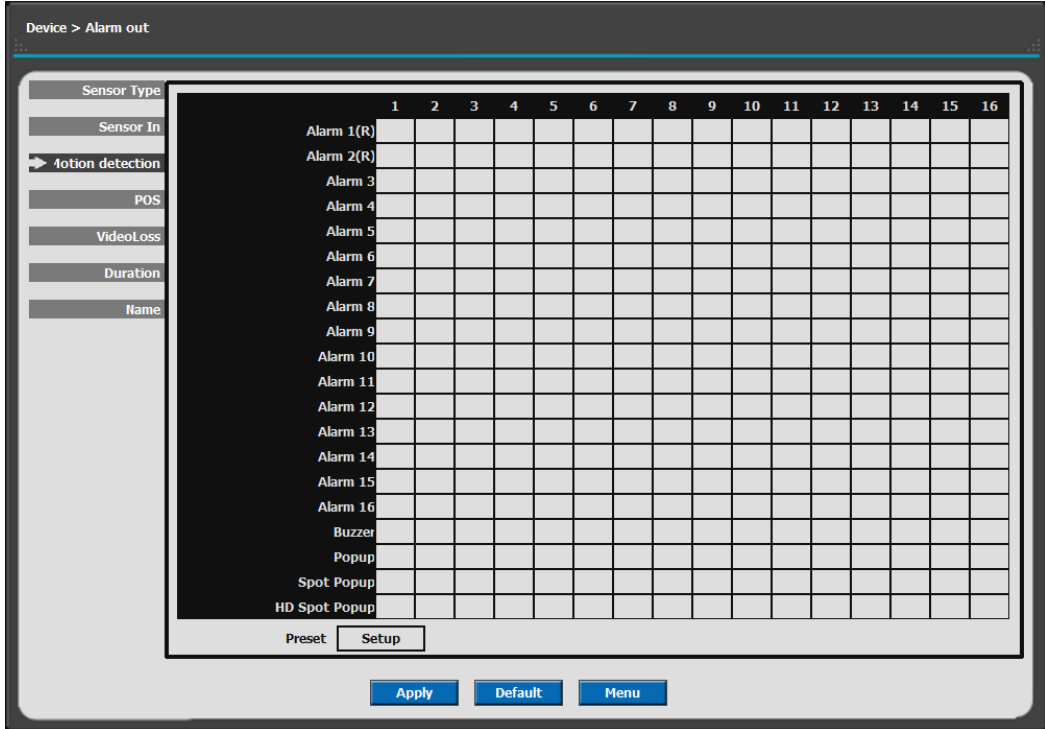 Device > Alarm out
Sensor Type
Sensor In
Motion detection
POS
VideoLoss
Duration
Name
1 2 3 4 5 6 7 8 9 10 11 12 13 14 15 16
Alarm 1(R)
Alarm 2(R)
Alarm 3
Alarm 4
Alarm 5
Alarm 6
Alarm 7
Alarm 8
Alarm 9
Alarm 10
Alarm 11
Alarm 12
Alarm 13
Alarm 14
Alarm 15
Alarm 16
Buzzer
Popup
Spot Popup
HD Spot Popup
Preset Setup
Apply Default Menu